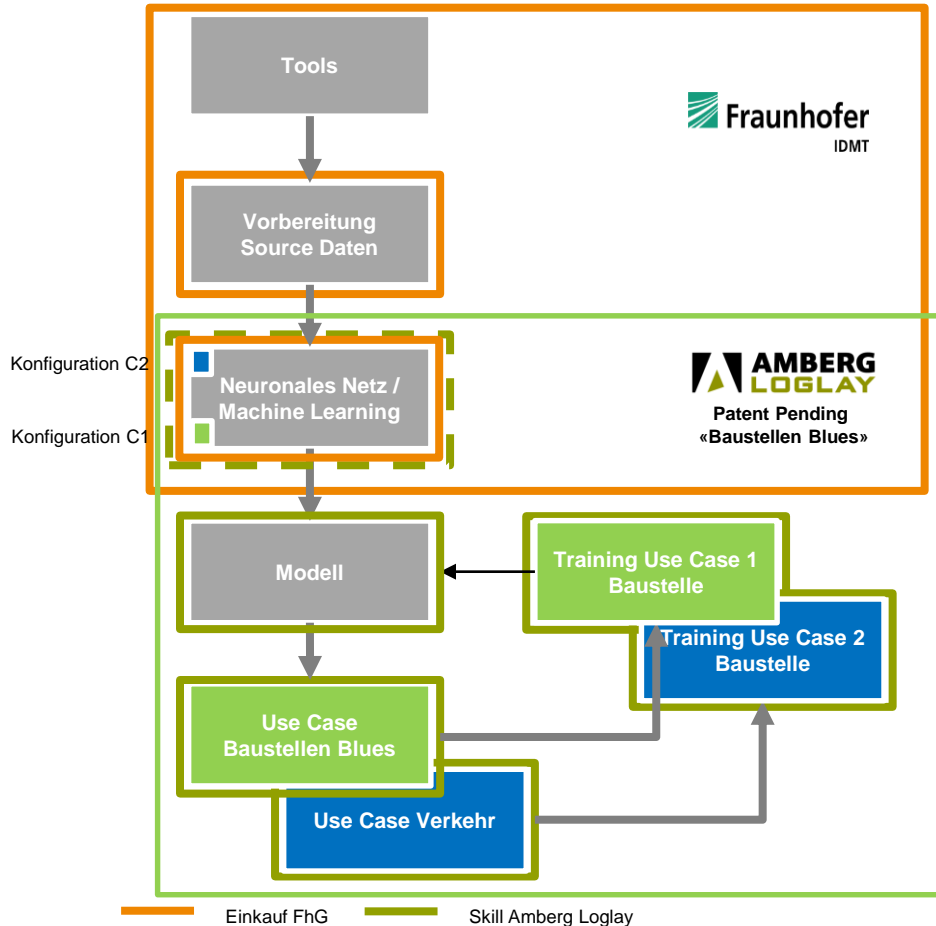 Tools
Fraunhofer
IDMT
Vorbereitung
Source Daten
Konfiguration C2
Neuronales Netz /
Machine Learning
Konfiguration C1
AMBERG
LOGLAY
Patent Pending
«Baustellen Blues»
Modell
Training Use Case 1
Baustelle
Training Use Case 2
Baustelle
Use Case
Baustellen Blues
Use Case Verkehr
Einkauf FhG
Skill Amberg Loglay